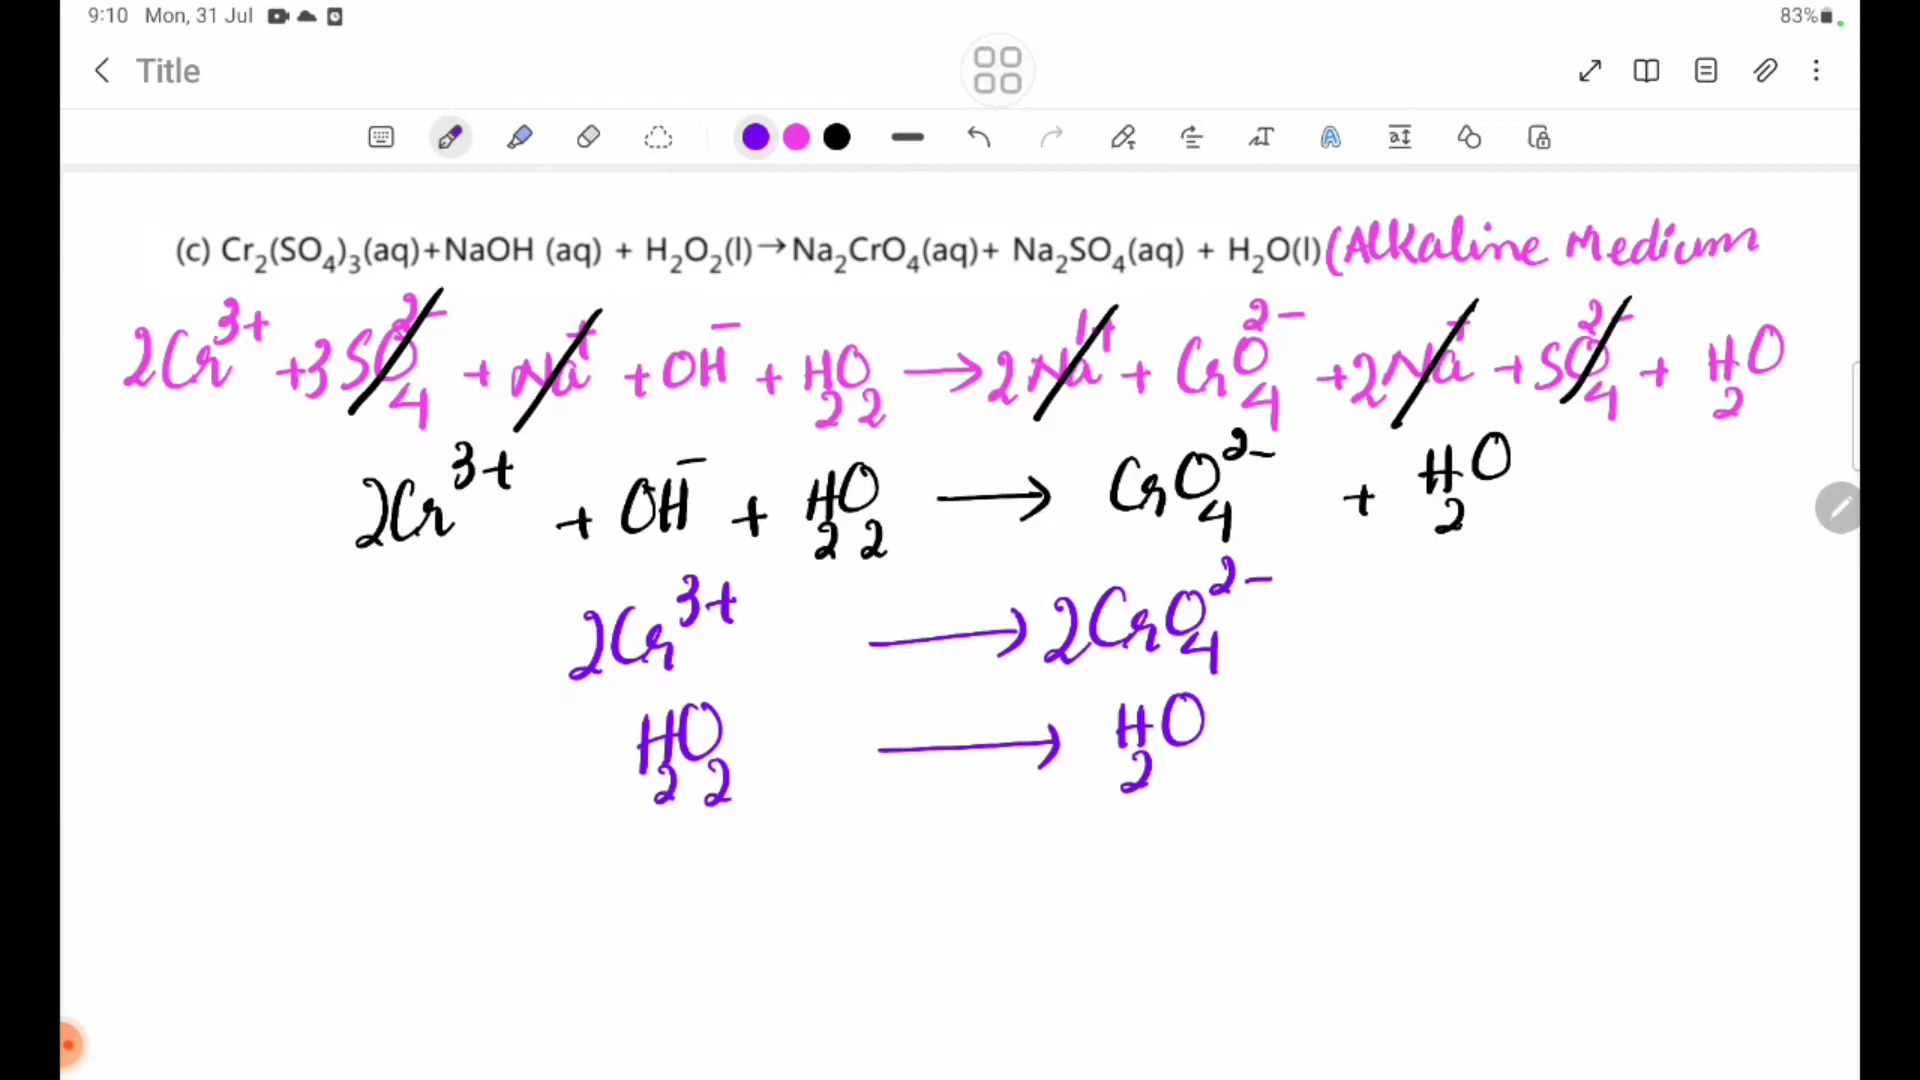 9:10 Mon, 31 Jul 83%
Title
(c) Cr₂(SO₄)₃(aq)+NaOH (aq) + H₂O₂(l)→Na₂CrO₄(aq)+ Na₂SO₄(aq) + H₂O(l) (Alkaline Medium
2Cr³⁺ + 3SO₄²⁻ + Na⁺ + OH⁻ + H₂O₂ → 2Na¹⁺ + CrO₄²⁻ + 2Na⁺ + SO₄²⁻ + H₂O
2Cr³⁺ + OH⁻ + H₂O₂ → CrO₄²⁻ + H₂O
2Cr³⁺ → 2CrO₄²⁻
H₂O₂ → H₂O